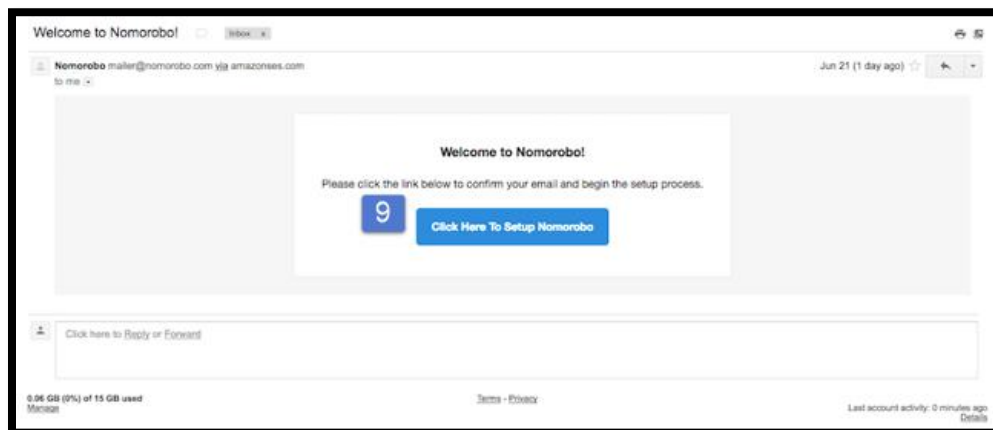 Welcome to Nomorobo!
Inbox x
Nomorobo mailer@nomorobo.com via amazonses.com
Jun 21 (1 day ago)
to me
Welcome to Nomorobo!
Please click the link below to confirm your email and begin the setup process.
9
Click Here To Setup Nomorobo
Click here to Reply or Forward
0.06 GB (0%) of 15 GB used
Manage
Terms - Privacy
Last account activity: 0 minutes ago
Details